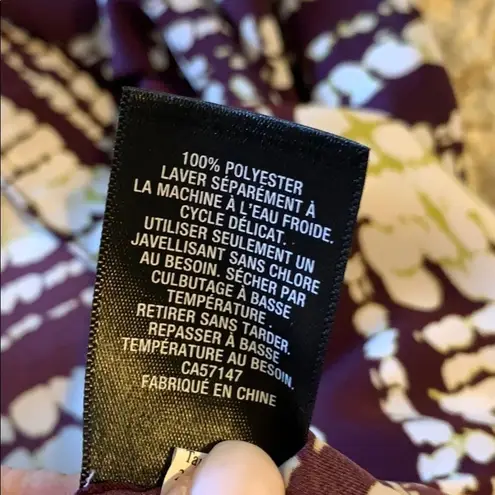 100% POLYESTER
LAVER SÉPARÉMENT À
LA MACHINE À L'EAU FROIDE.
CYCLE DÉLICAT.
UTILISER SEULEMENT UN
JAVELLISANT SANS CHLORE
AU BESOIN. SÉCHER PAR
CULBUTAGE À BASSE
TEMPÉRATURE.
RETIRER SANS TARDER.
REPASSER À BASSE
TEMPÉRATURE AU BESOIN.
CA57147
FABRIQUÉ EN CHINE